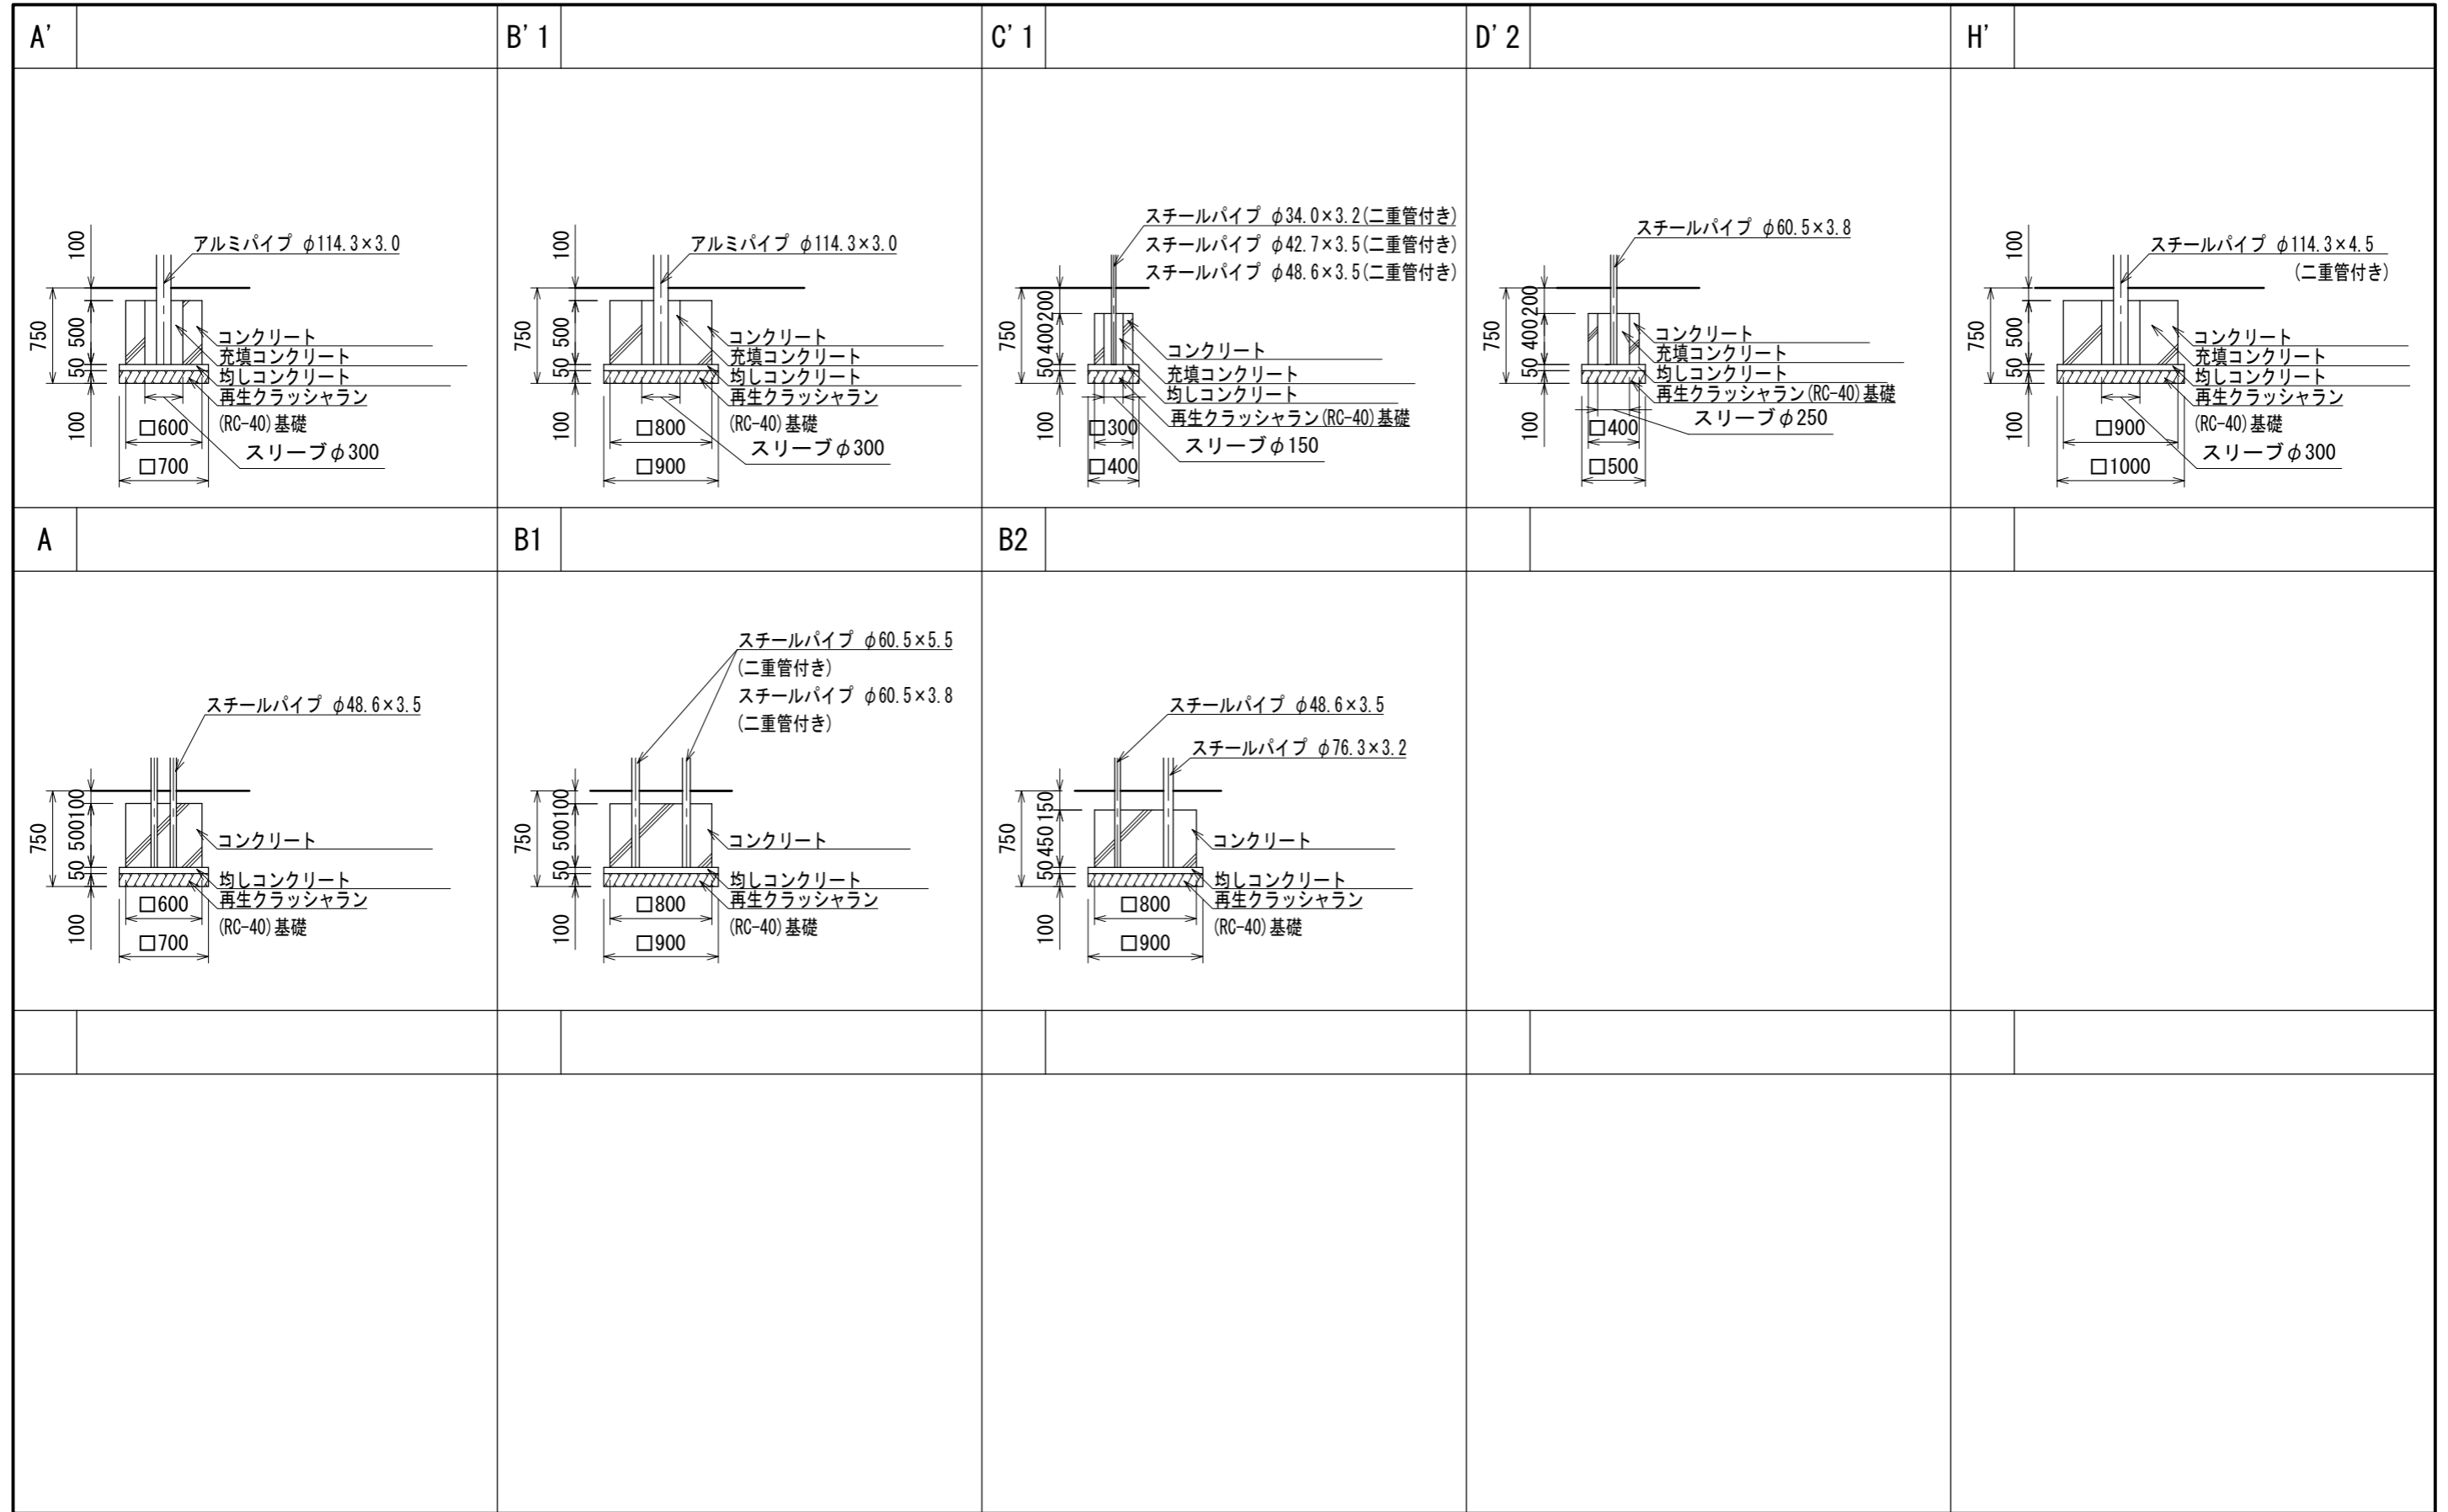 A'
B'1
C'1
D'2
H'
アルミパイプ φ114.3×3.0
100
750
500
50
100
コンクリート
充填コンクリート
均しコンクリート
再生クラッシャラン
(RC-40)基礎
スリーブφ300
□600
□700
アルミパイプ φ114.3×3.0
100
750
500
50
100
コンクリート
充填コンクリート
均しコンクリート
再生クラッシャラン
(RC-40)基礎
スリーブφ300
□800
□900
スチールパイプ φ34.0×3.2(二重管付き)
スチールパイプ φ42.7×3.5(二重管付き)
スチールパイプ φ48.6×3.5(二重管付き)
750
200
400
50
100
コンクリート
充填コンクリート
均しコンクリート
再生クラッシャラン(RC-40)基礎
スリーブφ150
□300
□400
スチールパイプ φ60.5×3.8
750
200
400
50
100
コンクリート
充填コンクリート
均しコンクリート
再生クラッシャラン(RC-40)基礎
スリーブφ250
□400
□500
スチールパイプ φ114.3×4.5
(二重管付き)
100
750
500
50
100
コンクリート
充填コンクリート
均しコンクリート
再生クラッシャラン
(RC-40)基礎
スリーブφ300
□900
□1000
A
B1
B2
スチールパイプ φ48.6×3.5
750
100
500
50
100
コンクリート
均しコンクリート
再生クラッシャラン
(RC-40)基礎
□600
□700
スチールパイプ φ60.5×5.5
(二重管付き)
スチールパイプ φ60.5×3.8
(二重管付き)
750
100
500
50
100
コンクリート
均しコンクリート
再生クラッシャラン
(RC-40)基礎
□800
□900
スチールパイプ φ48.6×3.5
スチールパイプ φ76.3×3.2
750
150
450
50
100
コンクリート
均しコンクリート
再生クラッシャラン
(RC-40)基礎
□800
□900